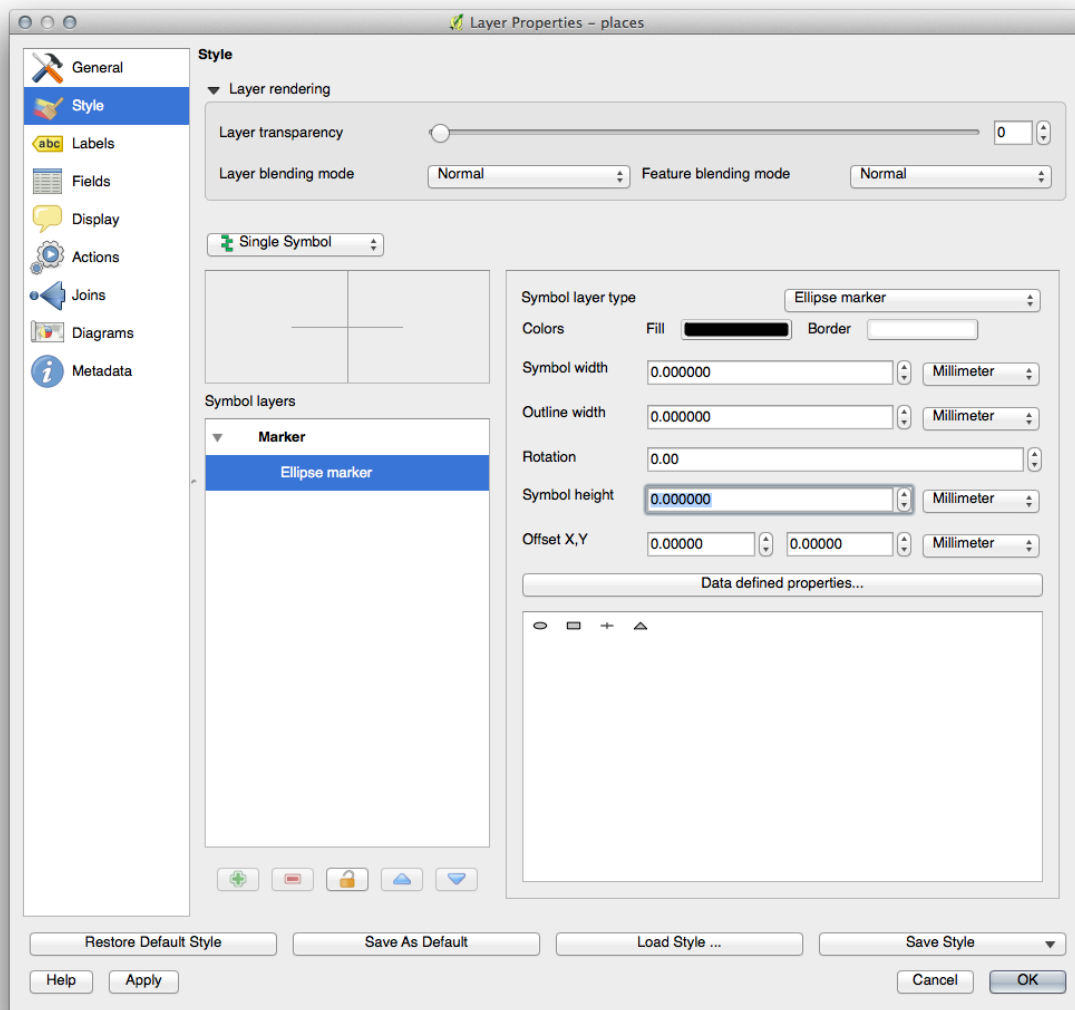 Layer Properties – places
General
Style
abc Labels
Fields
Display
Actions
Joins
Diagrams
Metadata
Style
Layer rendering
Layer transparency 0
Layer blending mode Normal Feature blending mode Normal
Single Symbol
Symbol layers
Marker
Ellipse marker
Symbol layer type Ellipse marker
Colors Fill Border
Symbol width 0.000000 Millimeter
Outline width 0.000000 Millimeter
Rotation 0.00
Symbol height 0.000000 Millimeter
Offset X,Y 0.00000 0.00000 Millimeter
Data defined properties...
Restore Default Style Save As Default Load Style ... Save Style
Help Apply Cancel OK